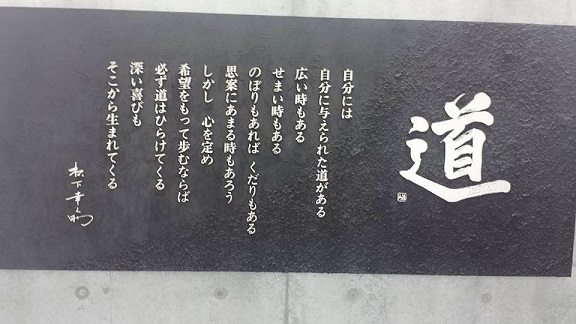 道
自分には
自分に与えられた道がある
広い時もある
せまい時もある
のぼりもあれば くだりもある
思案にあまる時もあろう
しかし 心を定め
希望をもって歩むならば
必ず道はひらけてくる
深い喜びも
そこから生まれてくる
松下幸之助